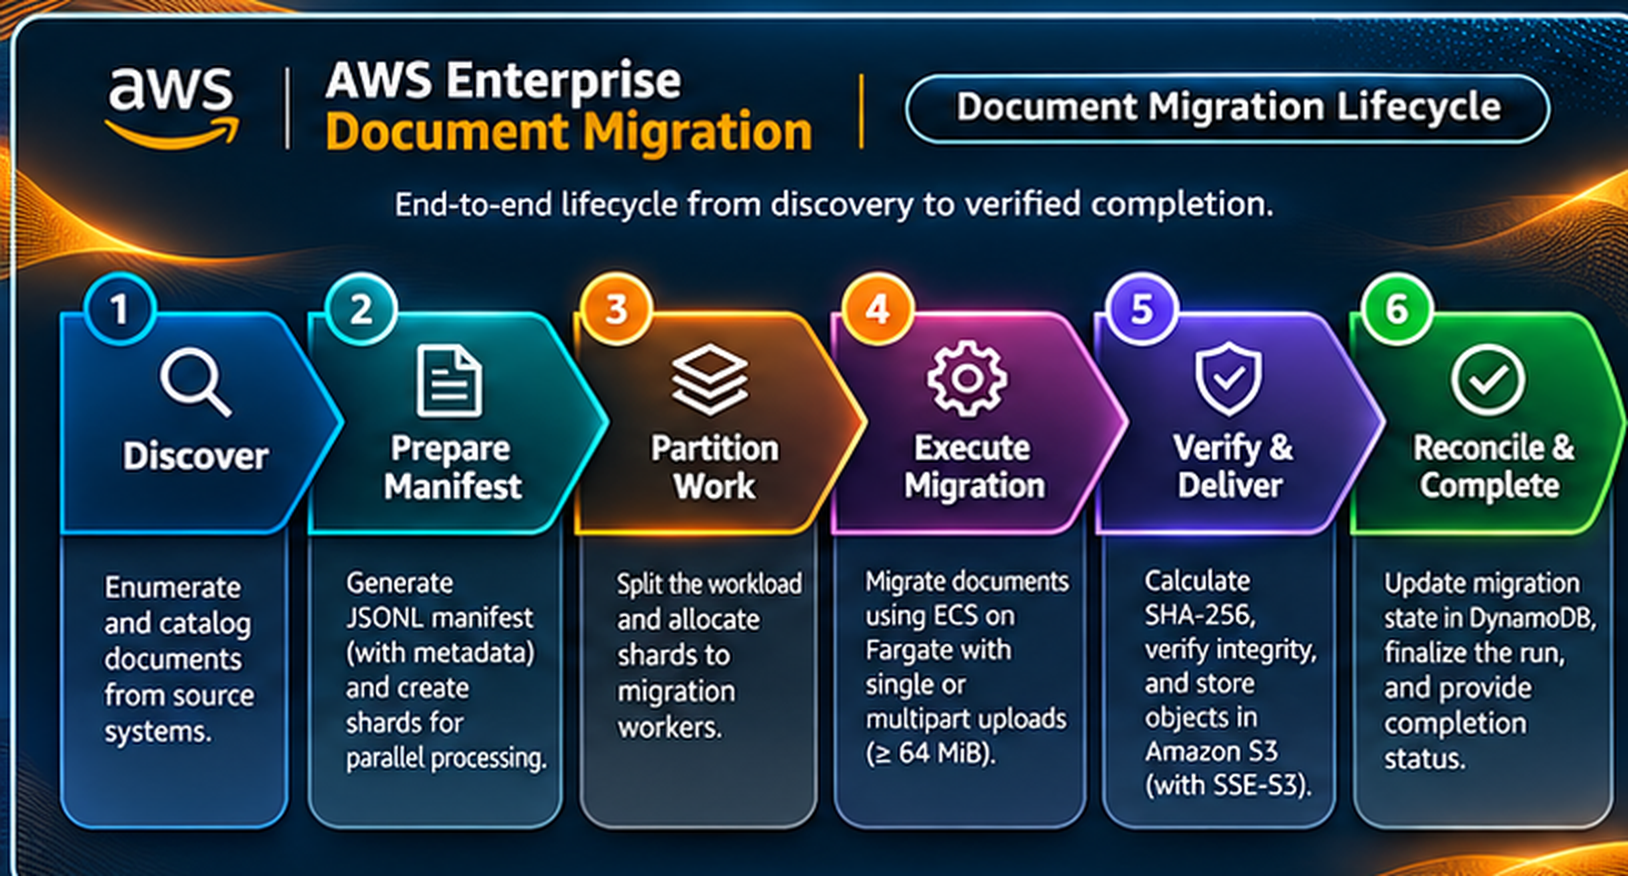 aws
AWS Enterprise
Document Migration
Document Migration Lifecycle
End-to-end lifecycle from discovery to verified completion.
1
Discover
Enumerate
and catalog
documents
from source
systems.
2
Prepare
Manifest
Generate
JSONL manifest
(with metadata)
and create
shards for
parallel processing.
3
Partition
Work
Split the workload
and allocate
shards to
migration
workers.
4
Execute
Migration
Migrate documents
using ECS on
Fargate with
single or
multipart uploads
(≥ 64 MiB).
5
Verify &
Deliver
Calculate
SHA-256,
verify integrity,
and store
objects in
Amazon S3
(with SSE-S3).
6
Reconcile &
Complete
Update migration
state in DynamoDB,
finalize the run,
and provide
completion
status.